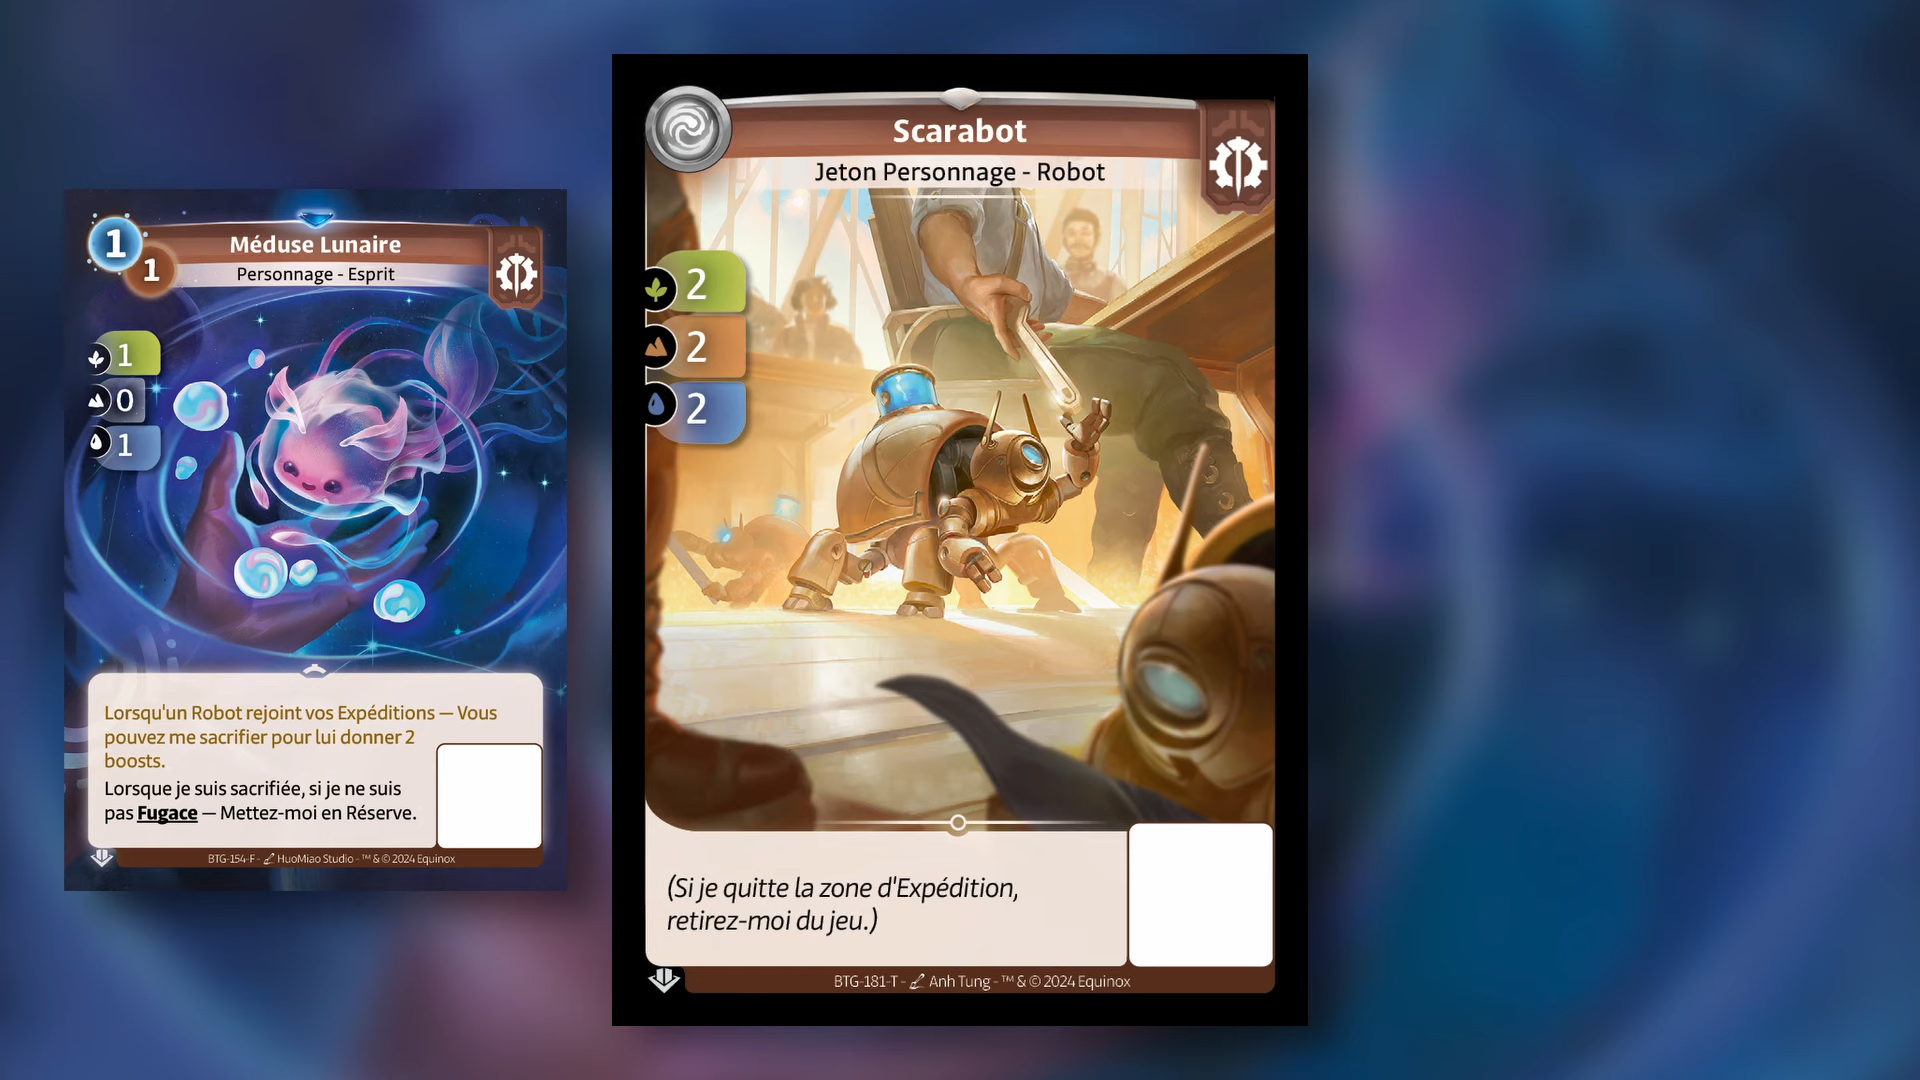 1
1
Méduse Lunaire
Personnage - Esprit
1
0
1
Lorsqu'un Robot rejoint vos Expéditions — Vous
pouvez me sacrifier pour lui donner 2
boosts.
Lorsque je suis sacrifiée, si je ne suis
pas Fugace — Mettez-moi en Réserve.
BTG-154-F - HuoMiao Studio - ™ & © 2024 Equinox
Scarabot
Jeton Personnage - Robot
2
2
2
(Si je quitte la zone d'Expédition,
retirez-moi du jeu.)
BTG-181-T - Anh Tung - ™ & © 2024 Equinox